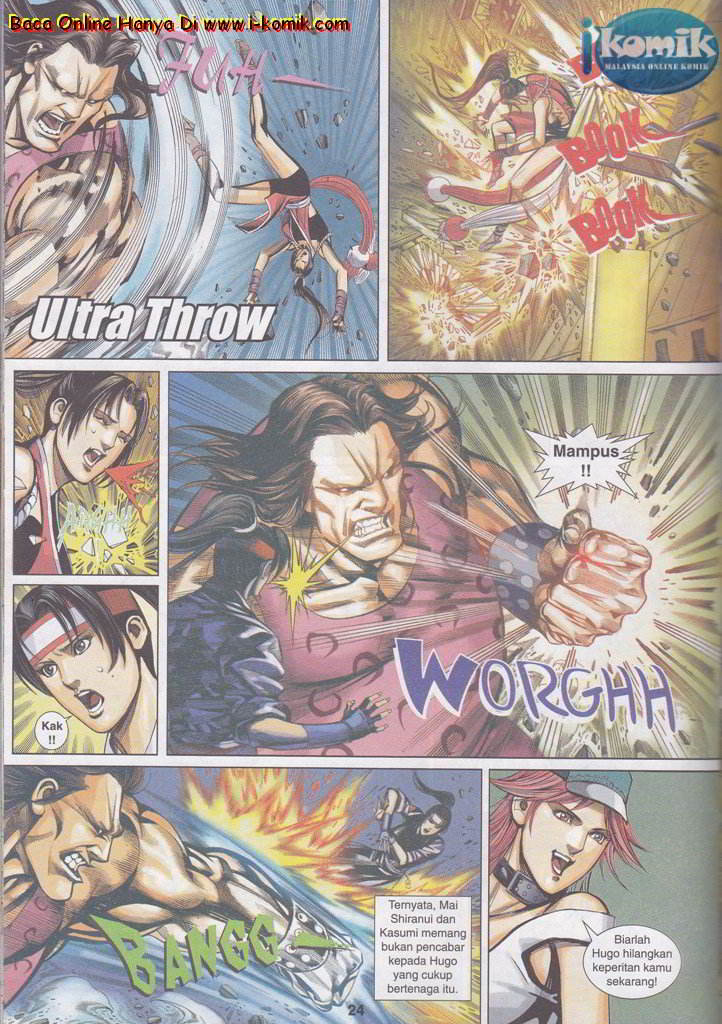 Baca Online Hanya Di www.i-komik.com
ikomik
MALAYSIA ONLINE KOMIK
FUH
Ultra Throw
BOOK
BOOK
Mampus
!!
WORGHH
Kak
!!
BANGG
Ternyata, Mai
Shiranui dan
Kasumi memang
bukan pencabar
kepada Hugo
yang cukup
bertenaga itu.
Biarlah
Hugo hilangkan
keperitan kamu
sekarang!
24